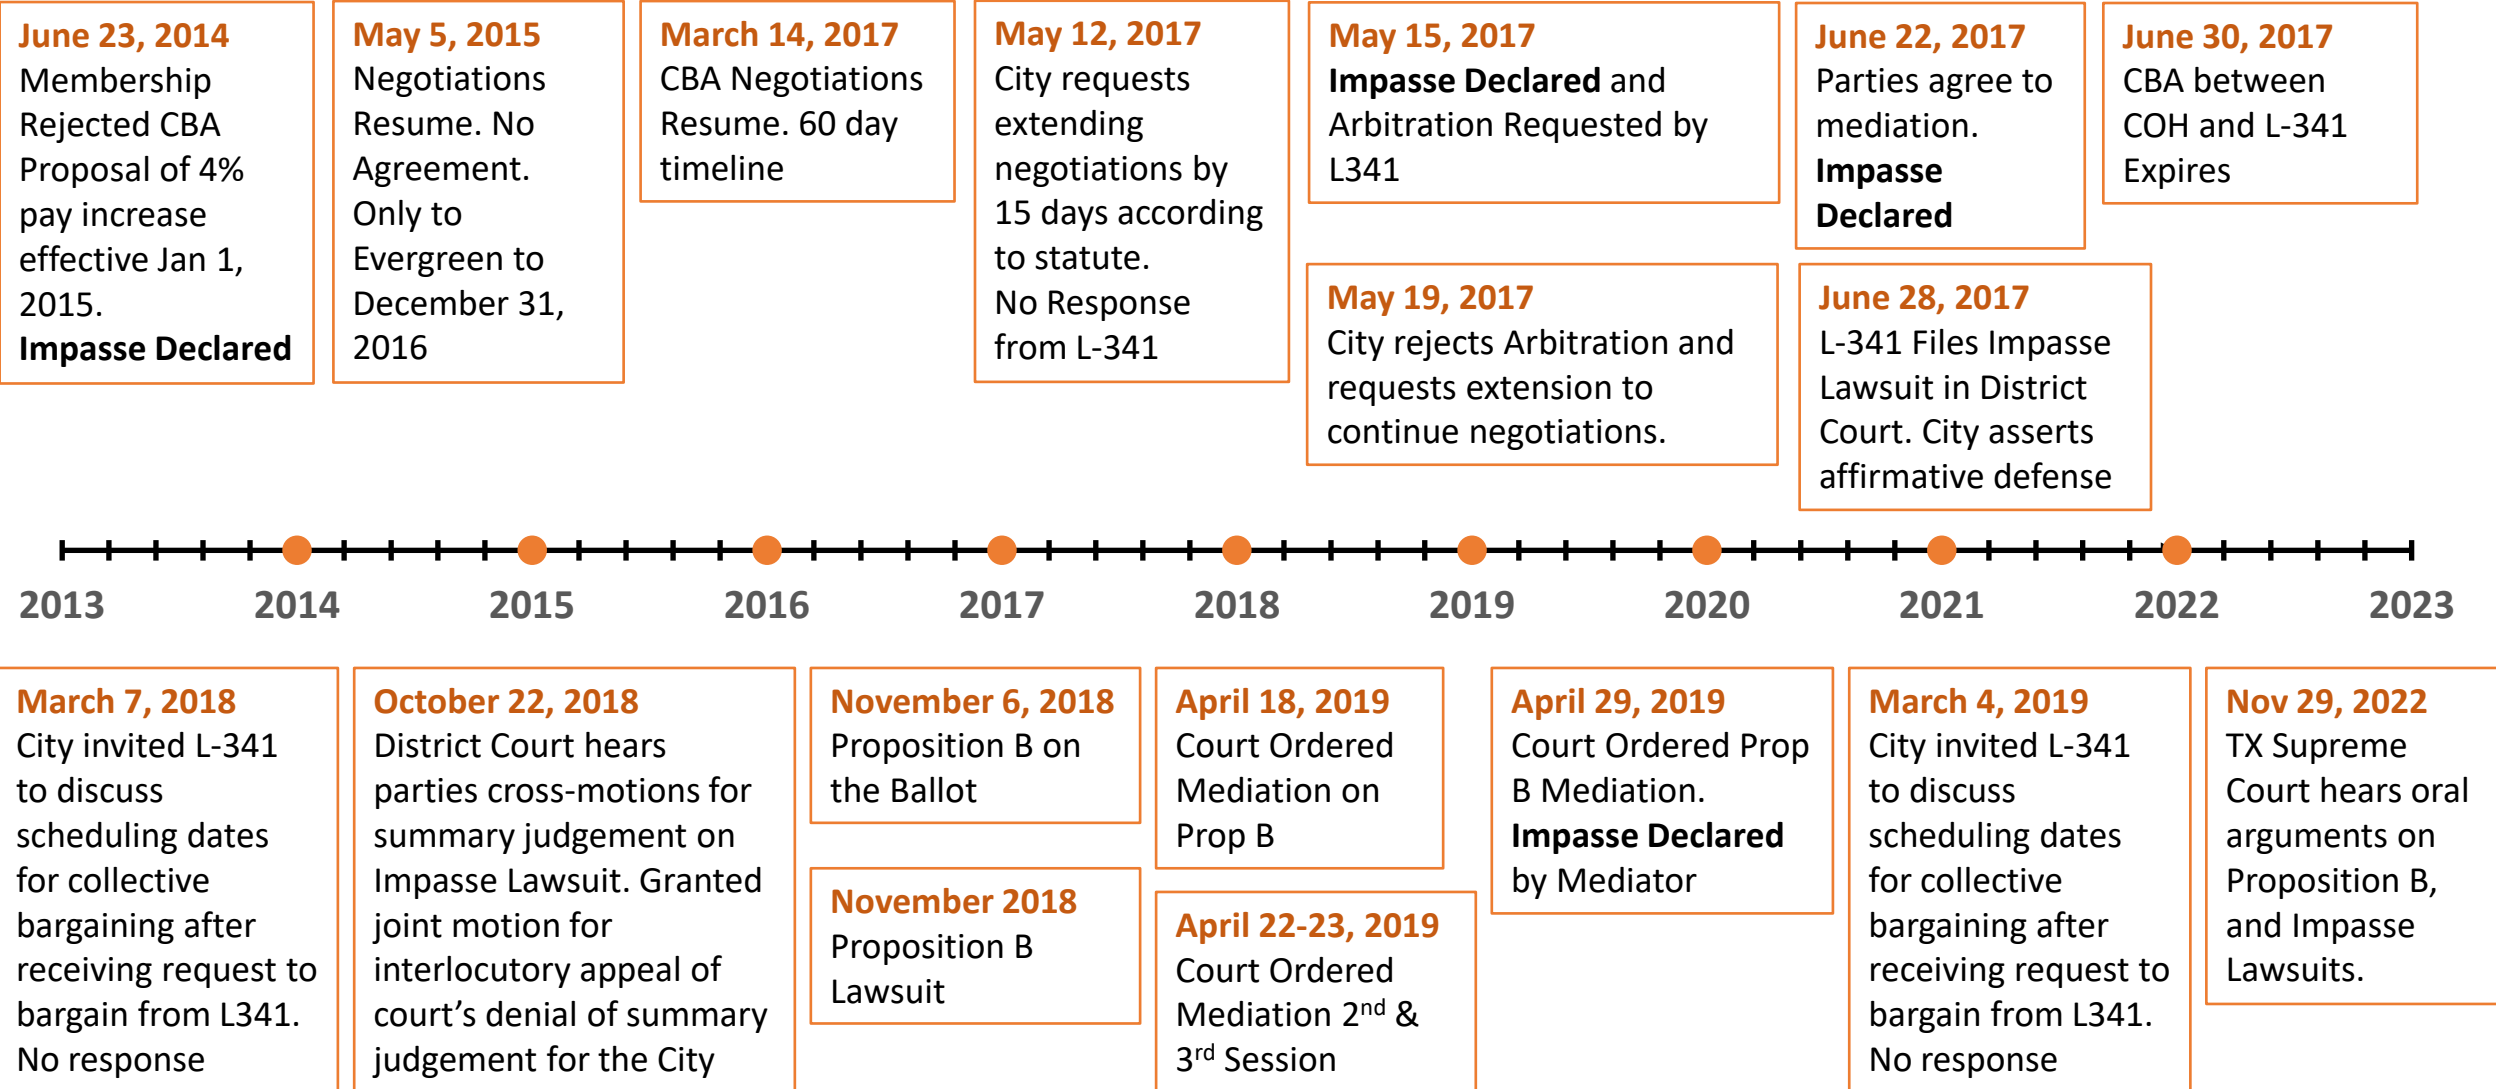 June 23, 2014
Membership
Rejected CBA
Proposal of 4%
pay increase
effective Jan 1,
2015.
Impasse Declared
May 5, 2015
Negotiations
Resume. No
Agreement.
Only to
Evergreen to
December 31,
2016
March 14, 2017
CBA Negotiations
Resume. 60 day
timeline
May 12, 2017
City requests
extending
negotiations by
15 days according
to statute.
No Response
from L-341
May 15, 2017
Impasse Declared and
Arbitration Requested by
L341
May 19, 2017
City rejects Arbitration and
requests extension to
continue negotiations.
June 22, 2017
Parties agree to
mediation.
Impasse
Declared
June 28, 2017
L-341 Files Impasse
Lawsuit in District
Court. City asserts
affirmative defense
June 30, 2017
CBA between
COH and L-341
Expires
2013 2014 2015 2016 2017 2018 2019 2020 2021 2022 2023
March 7, 2018
City invited L-341
to discuss
scheduling dates
for collective
bargaining after
receiving request to
bargain from L341.
No response
October 22, 2018
District Court hears
parties cross-motions for
summary judgement on
Impasse Lawsuit. Granted
joint motion for
interlocutory appeal of
court's denial of summary
judgement for the City
November 6, 2018
Proposition B on
the Ballot
November 2018
Proposition B
Lawsuit
April 18, 2019
Court Ordered
Mediation on
Prop B
April 22-23, 2019
Court Ordered
Mediation 2nd &
3rd Session
April 29, 2019
Court Ordered Prop
B Mediation.
Impasse Declared
by Mediator
March 4, 2019
City invited L-341
to discuss
scheduling dates
for collective
bargaining after
receiving request to
bargain from L341.
No response
Nov 29, 2022
TX Supreme
Court hears oral
arguments on
Proposition B,
and Impasse
Lawsuits.